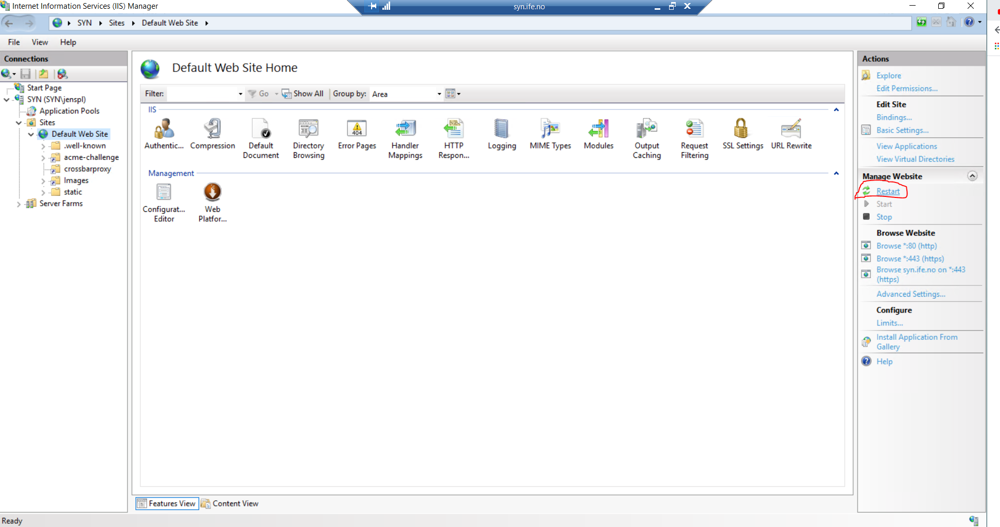 Internet Information Services (IIS) Manager
syn.ife.no
SYN
Sites
Default Web Site
File
View
Help
Connections
Start Page
SYN (SYN\jenspl)
Application Pools
Sites
Default Web Site
.well-known
acme-challenge
crossbarproxy
Images
static
Server Farms
Default Web Site Home
Filter:
Go
Show All
Group by:
Area
IIS
Authentic...
Compression
Default
Document
Directory
Browsing
Error Pages
Handler
Mappings
HTTP
Respon...
Logging
MIME Types
Modules
Output
Caching
Request
Filtering
SSL Settings
URL Rewrite
404
Management
Configurat...
Editor
Web
Platfor...
Features View
Content View
Actions
Explore
Edit Permissions...
Edit Site
Bindings...
Basic Settings...
View Applications
View Virtual Directories
Manage Website
Restart
Start
Stop
Browse Website
Browse *:80 (http)
Browse *:443 (https)
Browse syn.ife.no on *:443
(https)
Advanced Settings...
Configure
Limits...
Install Application From
Gallery
Help
Ready